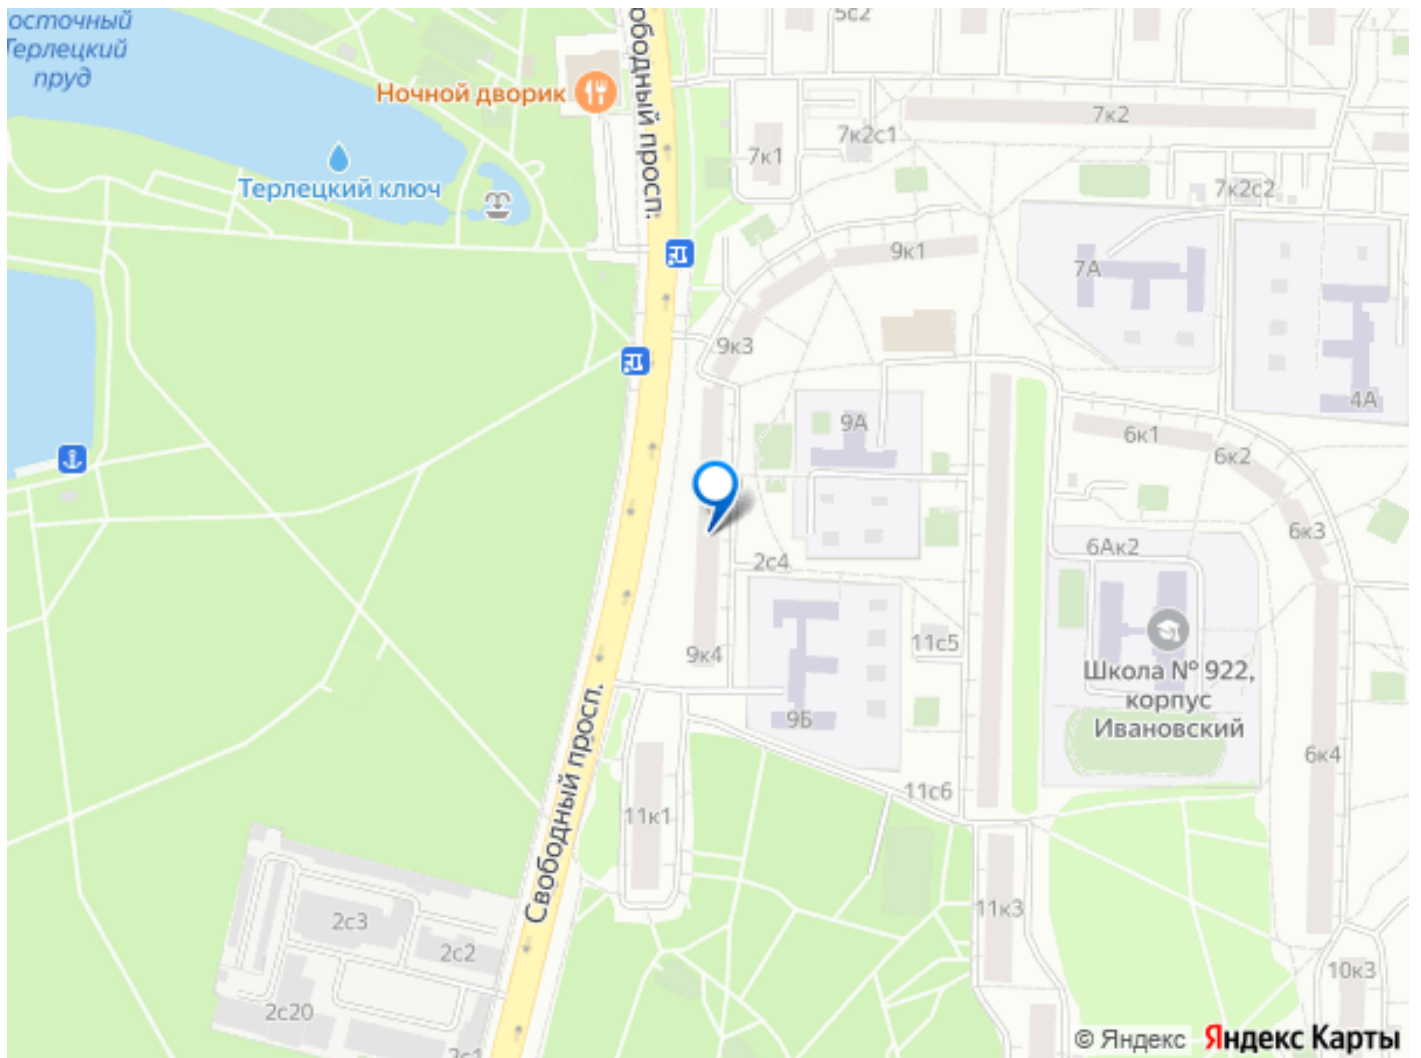 осточный
Терлецкий
пруд
5с2
Ночной дворик
ободный просп.
7к2
7к2с1
7к1
Терлецкий ключ
7к2с2
9к1
7А
9к3
4А
9А
6к1
6к2
6к3
6Ак2
2с4
11с5
9к4
Школа № 922,
корпус
Ивановский
9Б
Свободный просп.
6к4
11с6
11к1
11к3
2с3
2с2
10к3
2с20
2с1
© Яндекс Яндекс Карты